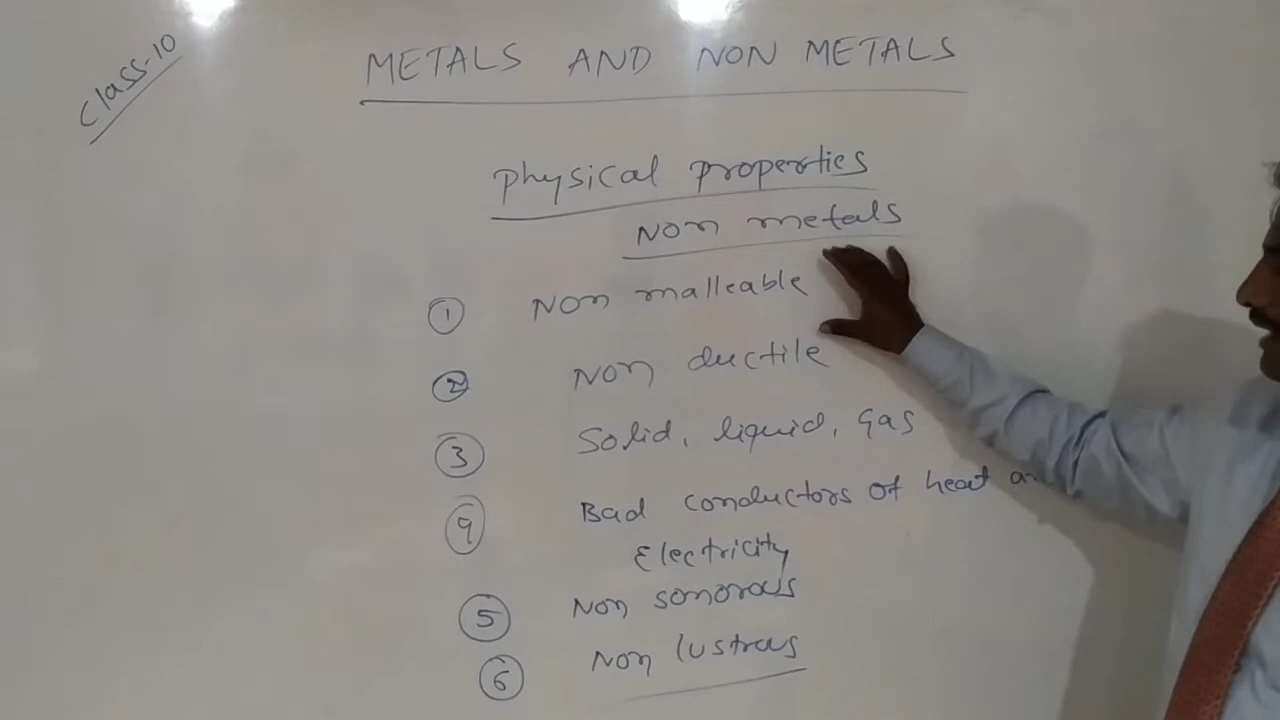 Class-10
METALS AND NON METALS
Physical properties
Non metals
① Non malleable
② Non ductile
③ Solid, liquid, Gas
④ Bad conductors of heat
Electricity
⑤ Non sonorous
⑥ Non lustrous